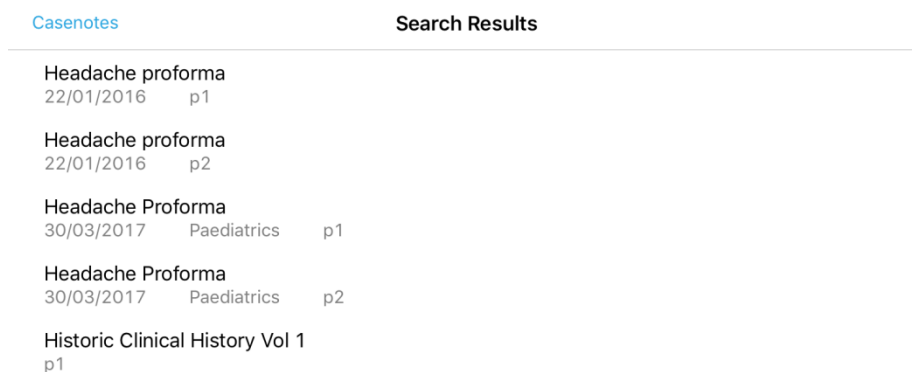 Casenotes Search Results
Headache proforma
22/01/2016 p1
Headache proforma
22/01/2016 p2
Headache Proforma
30/03/2017 Paediatrics p1
Headache Proforma
30/03/2017 Paediatrics p2
Historic Clinical History Vol 1
p1